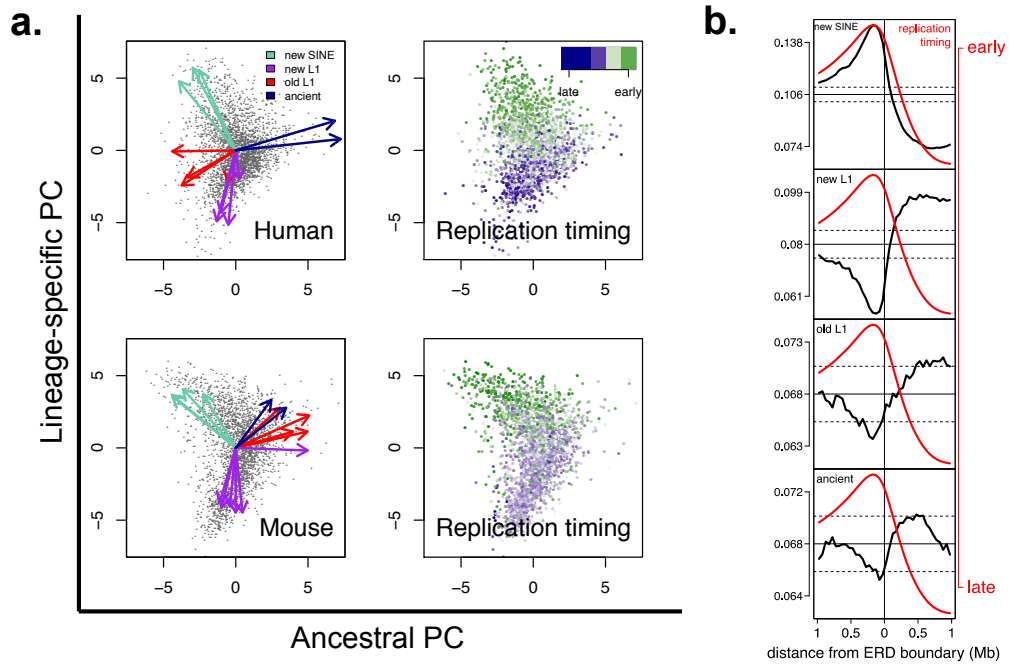 a.
Lineage-specific PC
Ancestral PC
new SINE
new L1
old L1
ancient
5
0
−5
Human
−5
0
5
late
early
5
0
−5
Replication timing
−5
0
5
5
0
−5
Mouse
−5
0
5
5
0
−5
Replication timing
−5
0
5
b.
new SINE
replication
timing
early
0.138
0.106
0.074
new L1
0.099
0.08
0.061
old L1
0.073
0.068
0.063
ancient
0.072
0.068
0.064
late
1
0.5
0
0.5
1
distance from ERD boundary (Mb)